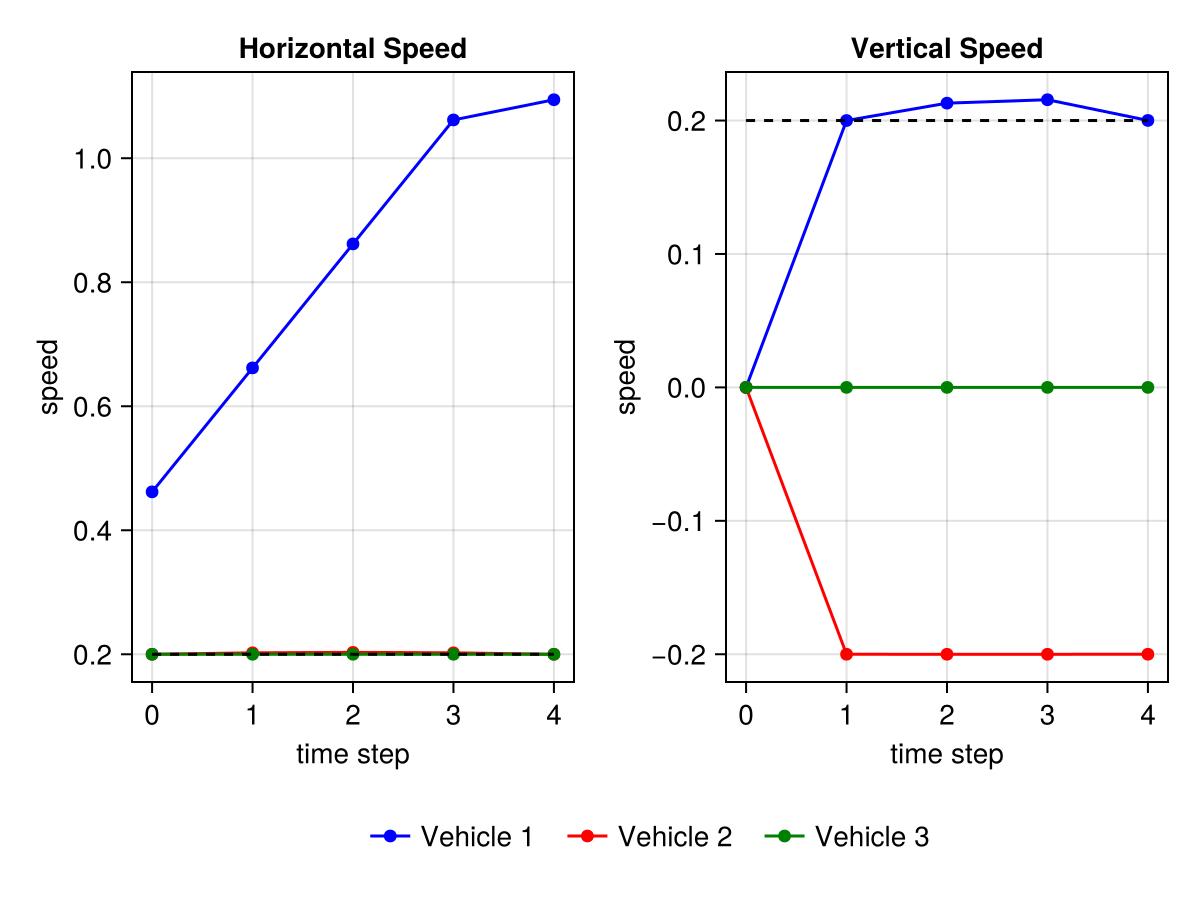 Horizontal Speed
speed
1.0
0.8
0.6
0.4
0.2
0 1 2 3 4
time step
Vertical Speed
speed
0.2
0.1
0.0
−0.1
−0.2
0 1 2 3 4
time step
Vehicle 1 Vehicle 2 Vehicle 3